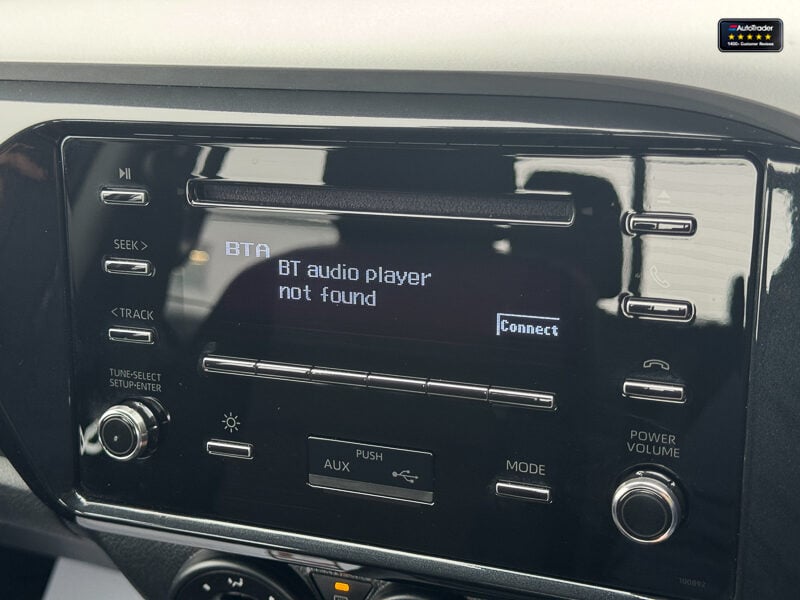 AutoTrader
1400+ Customer Reviews
SEEK >
< TRACK
TUNE•SELECT
SETUP•ENTER
BTA
BT audio player
not found
Connect
PUSH
AUX
MODE
POWER
VOLUME
100892